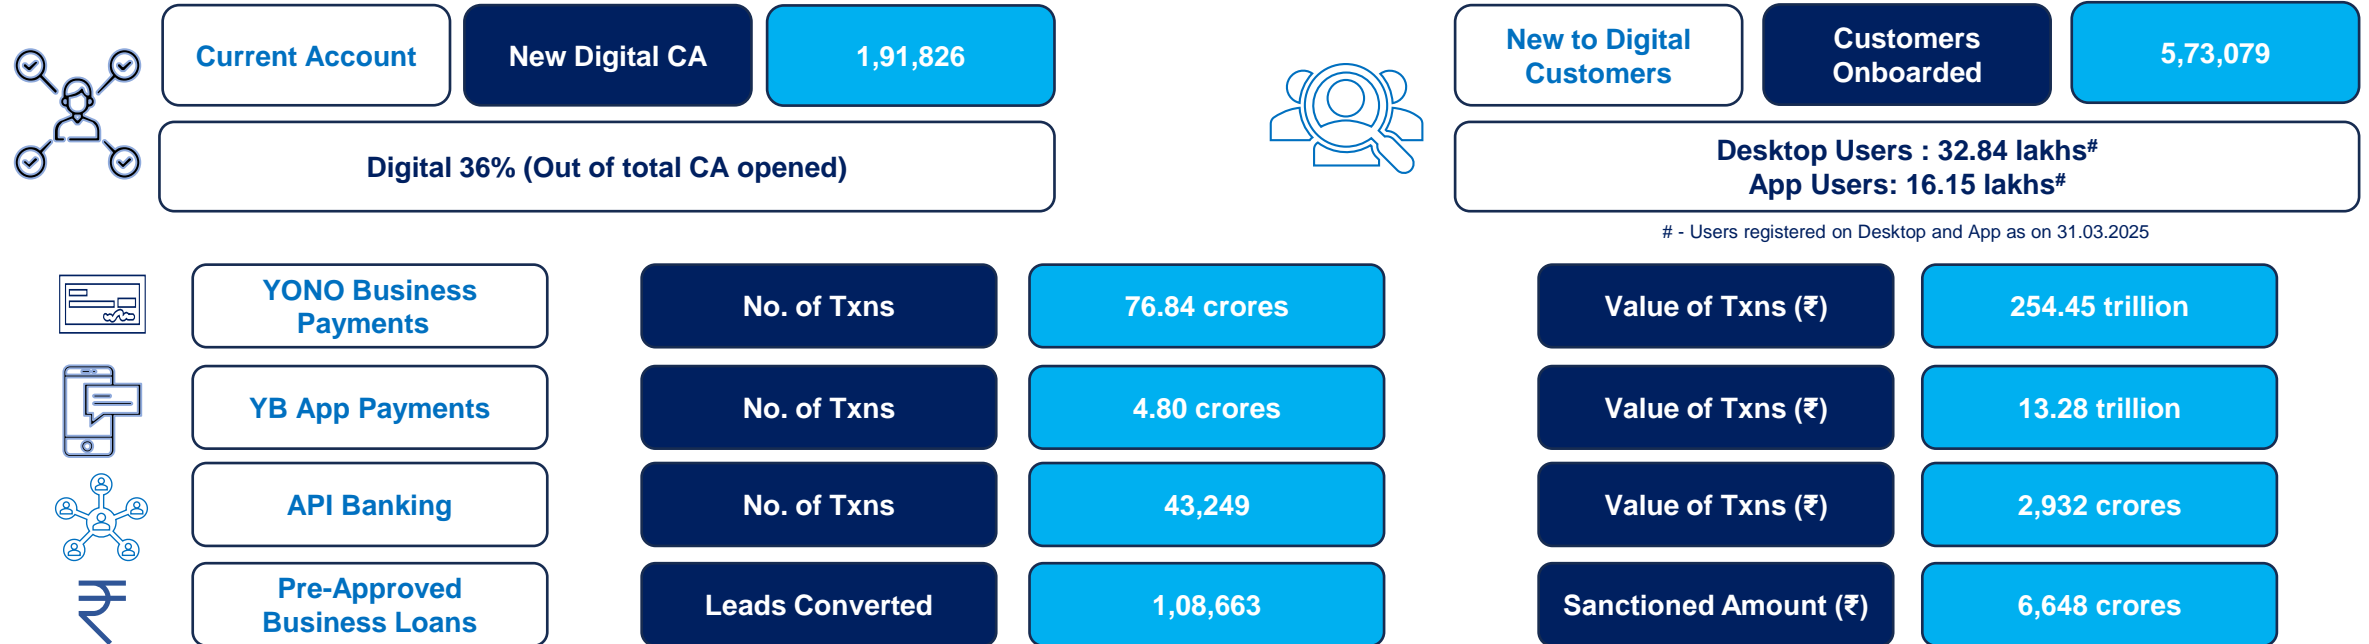 Current Account
New Digital CA
1,91,826
Digital 36% (Out of total CA opened)
New to Digital
Customers
Customers
Onboarded
5,73,079
Desktop Users : 32.84 lakhs#
App Users: 16.15 lakhs#
# - Users registered on Desktop and App as on 31.03.2025
YONO Business
Payments
No. of Txns
76.84 crores
Value of Txns (₹)
254.45 trillion
YB App Payments
No. of Txns
4.80 crores
Value of Txns (₹)
13.28 trillion
API Banking
No. of Txns
43,249
Value of Txns (₹)
2,932 crores
₹
Pre-Approved
Business Loans
Leads Converted
1,08,663
Sanctioned Amount (₹)
6,648 crores